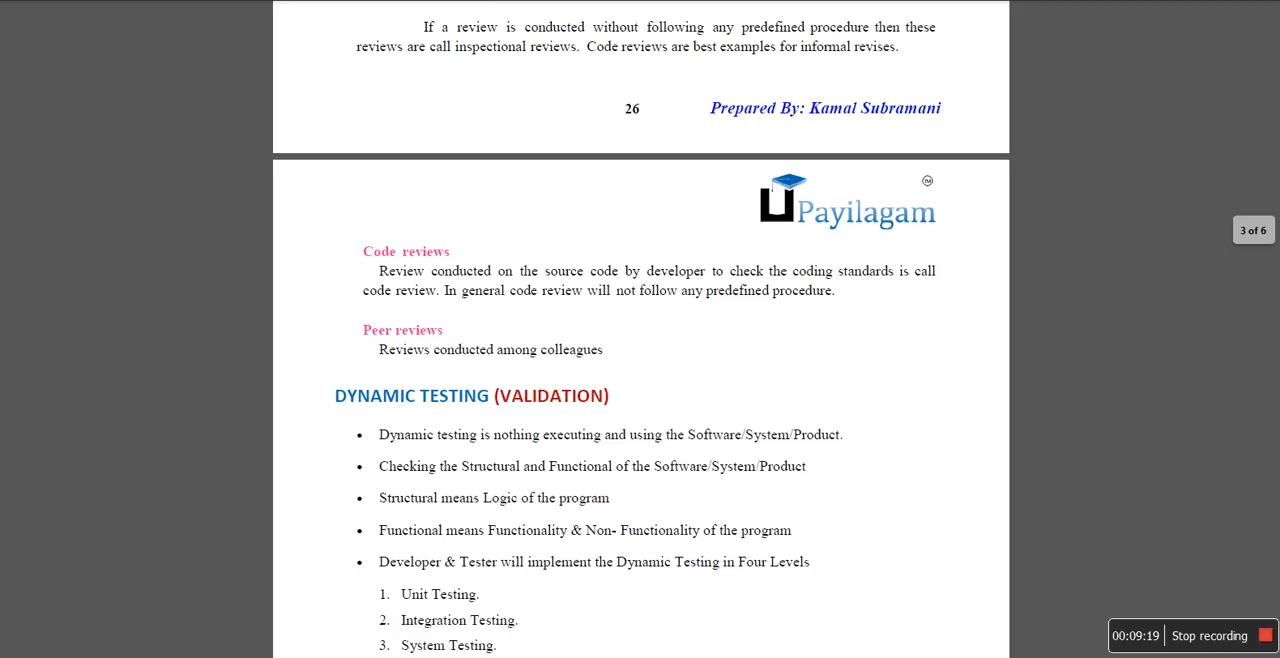 If a review is conducted without following any predefined procedure then these
reviews are call inspectional reviews. Code reviews are best examples for informal revises.
26 Prepared By: Kamal Subramani
TM
Payilagam
3 of 6
Code reviews
Review conducted on the source code by developer to check the coding standards is call
code review. In general code review will not follow any predefined procedure.
Peer reviews
Reviews conducted among colleagues
DYNAMIC TESTING (VALIDATION)
• Dynamic testing is nothing executing and using the Software/System/Product.
• Checking the Structural and Functional of the Software/System/Product
• Structural means Logic of the program
• Functional means Functionality & Non- Functionality of the program
• Developer & Tester will implement the Dynamic Testing in Four Levels
1. Unit Testing.
2. Integration Testing.
3. System Testing.
00:09:19 Stop recording